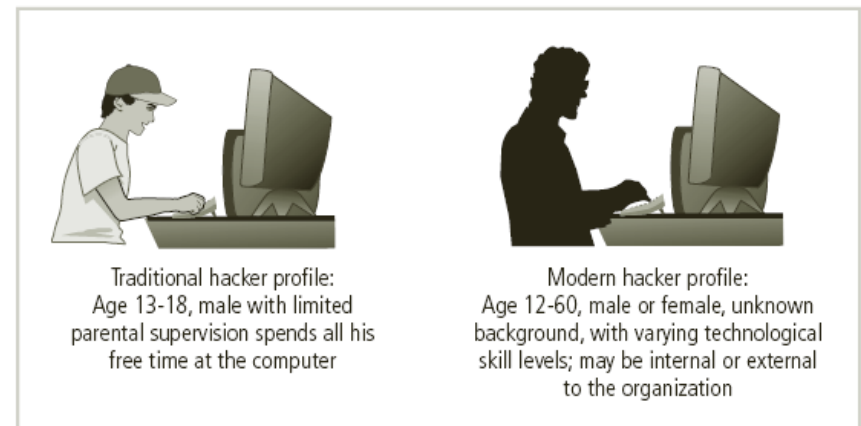 Traditional hacker profile:
Age 13-18, male with limited
parental supervision spends all his
free time at the computer
Modern hacker profile:
Age 12-60, male or female, unknown
background, with varying technological
skill levels; may be internal or external
to the organization